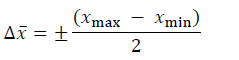 Δx̄ = ± (x_max − x_min) / 2